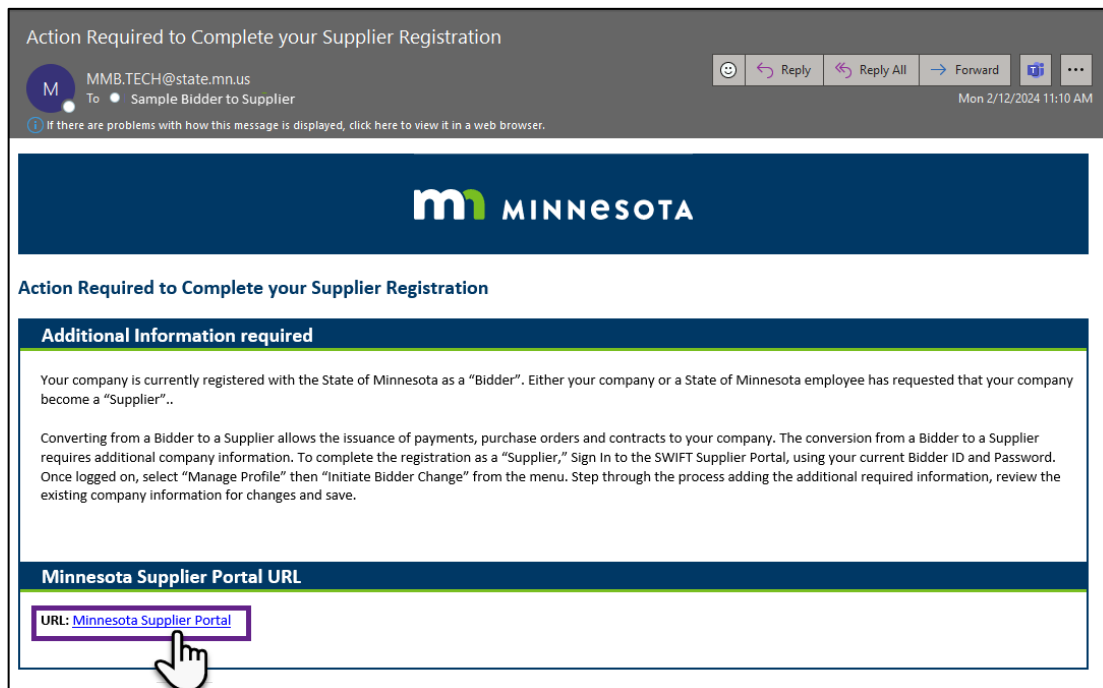 Action Required to Complete your Supplier Registration
M
MMB.TECH@state.mn.us
To Sample Bidder to Supplier
Reply
Reply All
Forward
Mon 2/12/2024 11:10 AM
If there are problems with how this message is displayed, click here to view it in a web browser.
mn MINNESOTA
Action Required to Complete your Supplier Registration
Additional Information required
Your company is currently registered with the State of Minnesota as a “Bidder”. Either your company or a State of Minnesota employee has requested that your company
become a “Supplier”..
Converting from a Bidder to a Supplier allows the issuance of payments, purchase orders and contracts to your company. The conversion from a Bidder to a Supplier
requires additional company information. To complete the registration as a “Supplier,” Sign In to the SWIFT Supplier Portal, using your current Bidder ID and Password.
Once logged on, select “Manage Profile” then “Initiate Bidder Change” from the menu. Step through the process adding the additional required information, review the
existing company information for changes and save.
Minnesota Supplier Portal URL
URL: Minnesota Supplier Portal